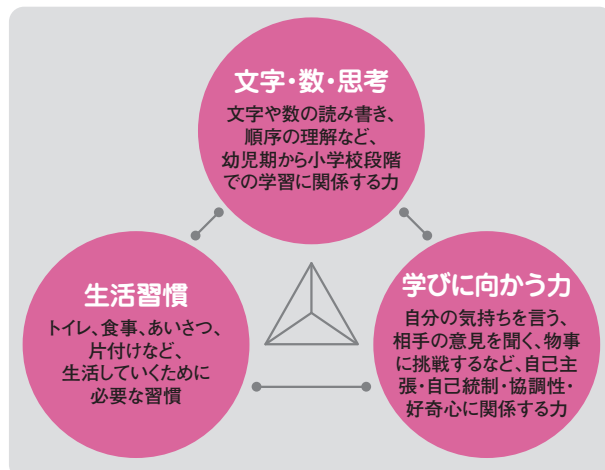 文字・数・思考
文字や数の読み書き、
順序の理解など、
幼児期から小学校段階
での学習に関係する力
生活習慣
トイレ、食事、あいさつ、
片付けなど、
生活していくために
必要な習慣
学びに向かう力
自分の気持ちを言う、
相手の意見を聞く、物事
に挑戦するなど、自己主
張・自己統制・協調性・
好奇心に関係する力